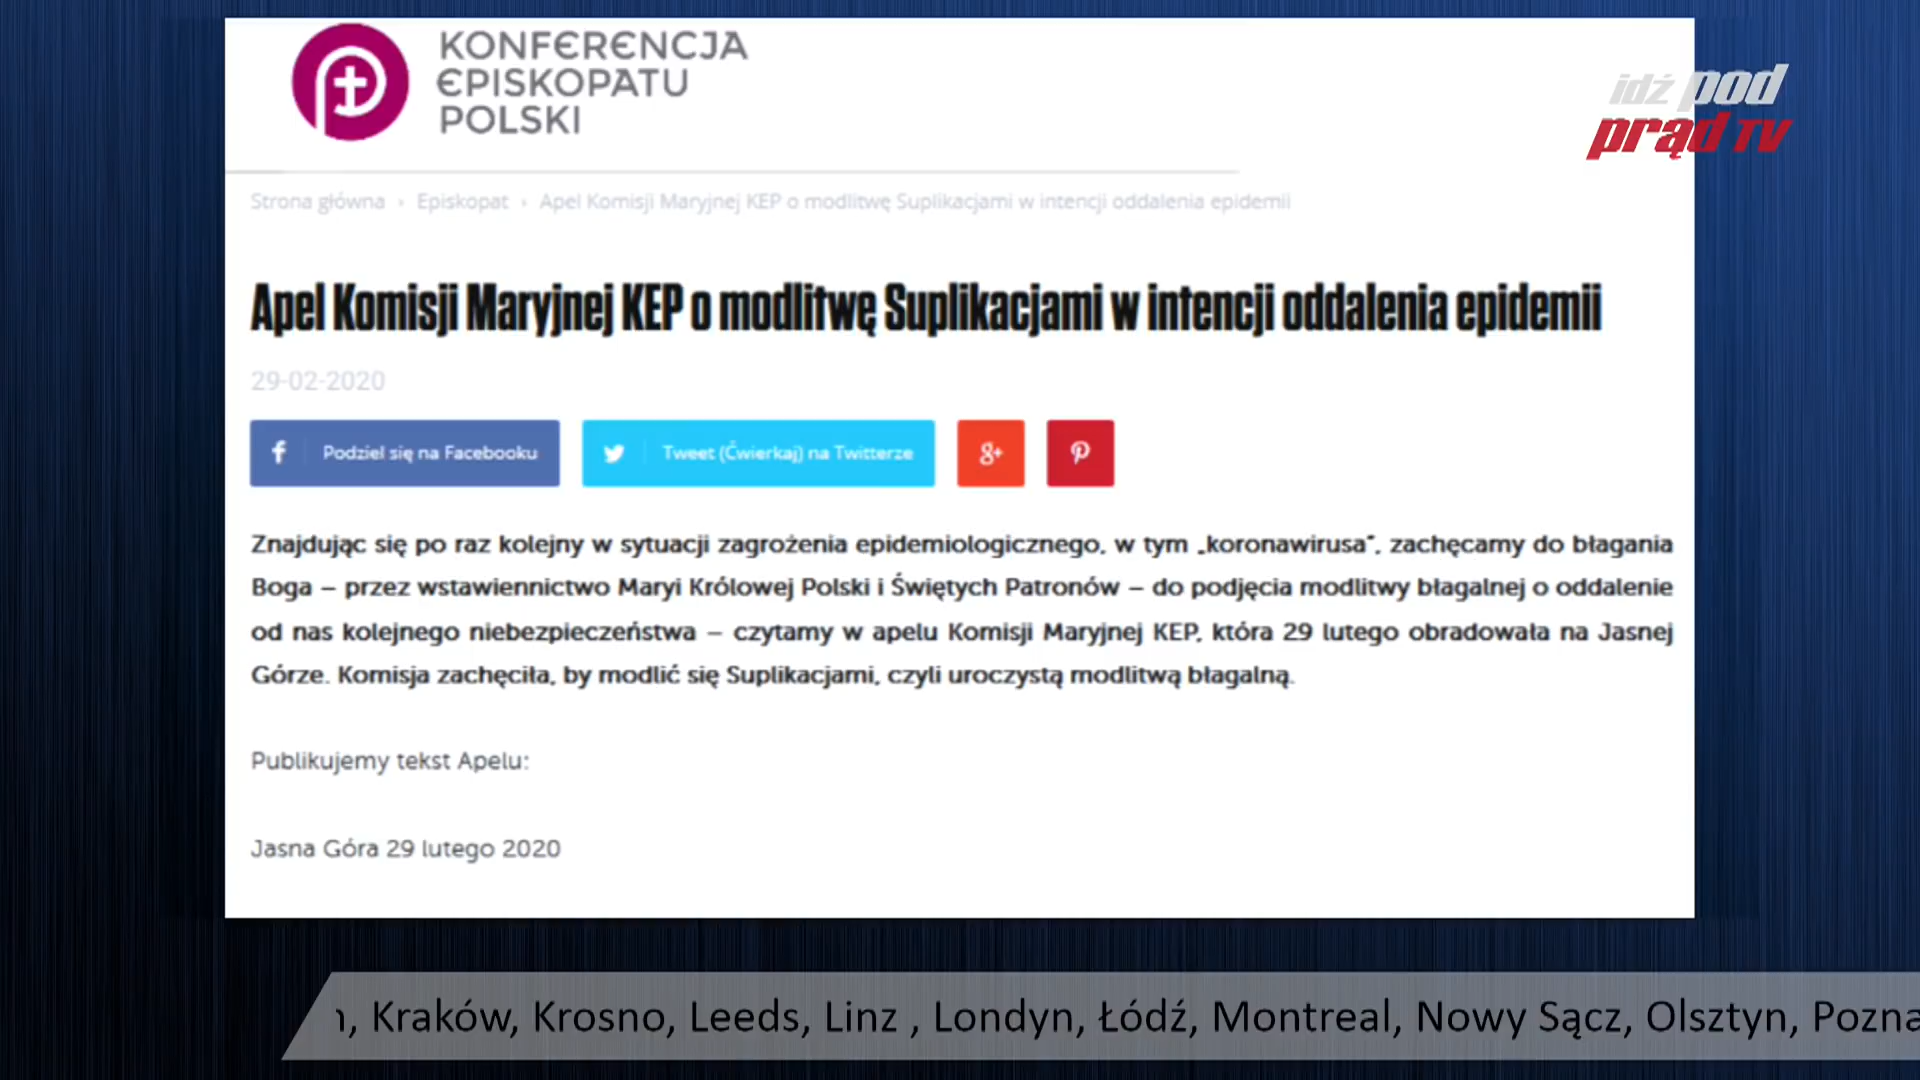 KONFERENCJA
EPISKOPATU
POLSKI
idź pod
prąd TV
Strona główna › Episkopat › Apel Komisji Maryjnej KEP o modlitwę Suplikacjami w intencji oddalenia epidemii
Apel Komisji Maryjnej KEP o modlitwę Suplikacjami w intencji oddalenia epidemii
29-02-2020
Podziel się na Facebooku
Tweet (Ćwierkaj) na Twitterze
Znajdując się po raz kolejny w sytuacji zagrożenia epidemiologicznego, w tym „koronawirusa”, zachęcamy do błagania
Boga – przez wstawiennictwo Maryi Królowej Polski i Świętych Patronów – do podjęcia modlitwy błagalnej o oddalenie
od nas kolejnego niebezpieczeństwa – czytamy w apelu Komisji Maryjnej KEP, która 29 lutego obradowała na Jasnej
Górze. Komisja zachęciła, by modlić się Suplikacjami, czyli uroczystą modlitwą błagalną.
Publikujemy tekst Apelu:
Jasna Góra 29 lutego 2020
, Kraków, Krosno, Leeds, Linz , Londyn, Łódź, Montreal, Nowy Sącz, Olsztyn,